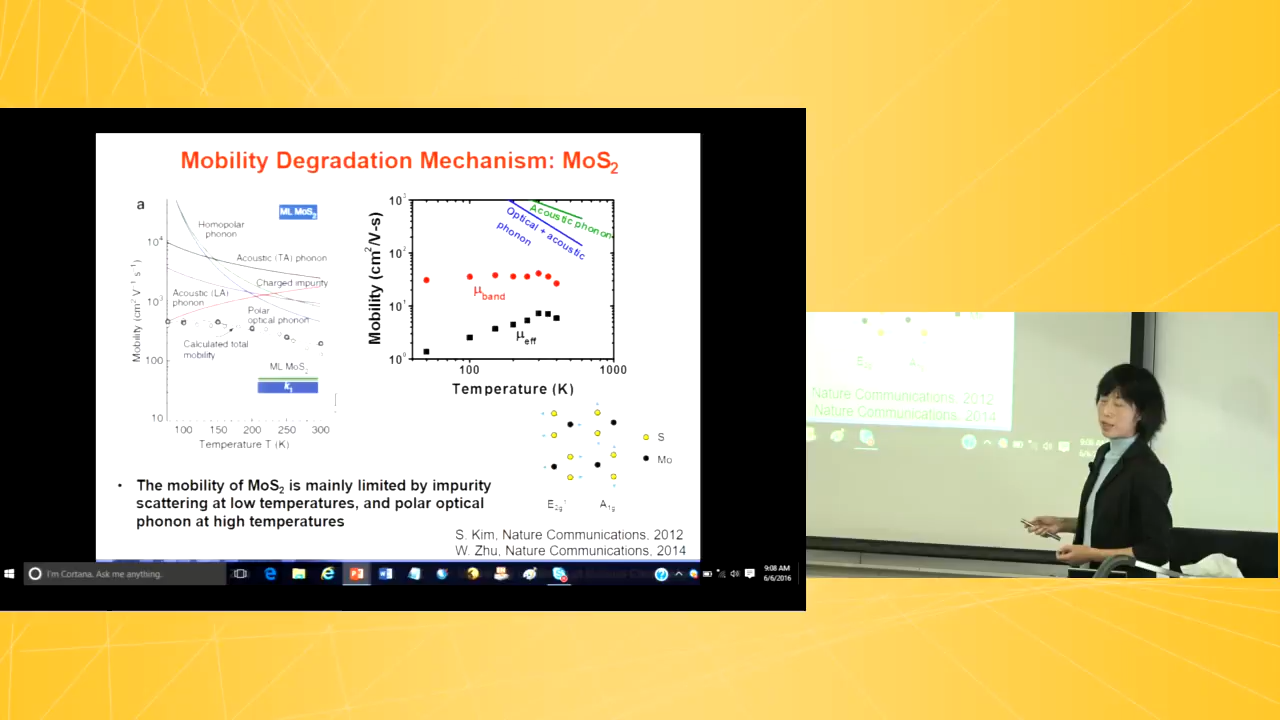 Mobility Degradation Mechanism: MoS2
a
ML MoS2
Homopolar
phonon
Acoustic (TA) phonon
Charged impurity
Acoustic (LA)
phonon
Polar
optical phonon
Calculated total
mobility
ML MoS2
Mobility (cm² V⁻¹ s⁻¹)
10⁴
10³
100
10
100
150
200
250
300
Temperature T (K)
Acoustic phonon
Optical + acoustic
phonon
μband
μeff
Mobility (cm²/V-s)
10³
10²
10¹
10⁰
100
1000
Temperature (K)
S
Mo
E2g¹
A1g
• The mobility of MoS2 is mainly limited by impurity
scattering at low temperatures, and polar optical
phonon at high temperatures
S. Kim, Nature Communications, 2012
W. Zhu, Nature Communications, 2014
I'm Cortana. Ask me anything.
9:08 AM
6/6/2016
Nature Communications, 2012
Nature Communications, 2014
9:08 AM